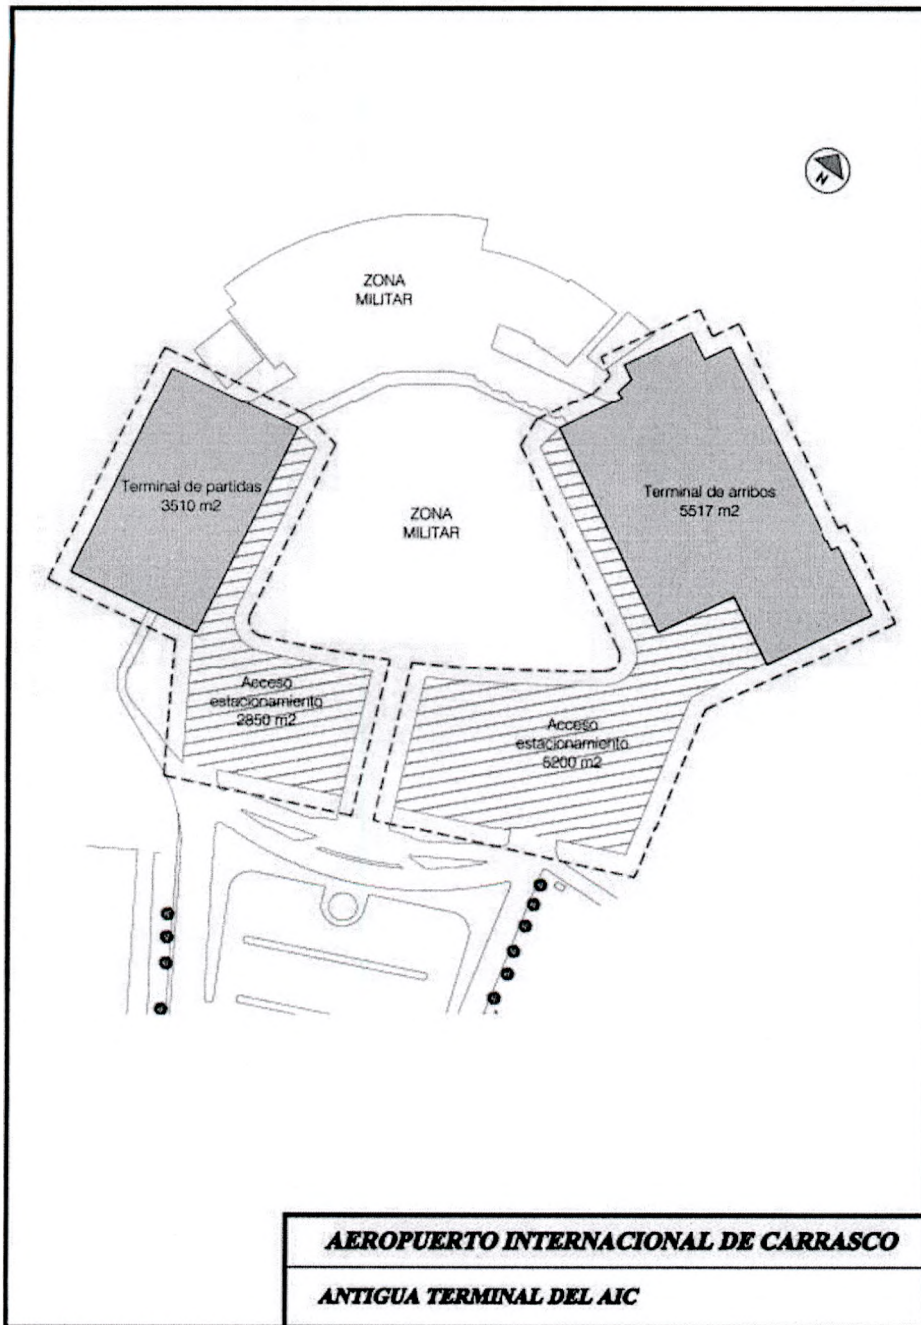 N
ZONA
MILITAR
Terminal de partidas
3510 m2
Terminal de arribos
5517 m2
ZONA
MILITAR
Acceso
estacionamiento
2850 m2
Acceso
estacionamiento
5200 m2
AEROPUERTO INTERNACIONAL DE CARRASCO
ANTIGUA TERMINAL DEL AIC